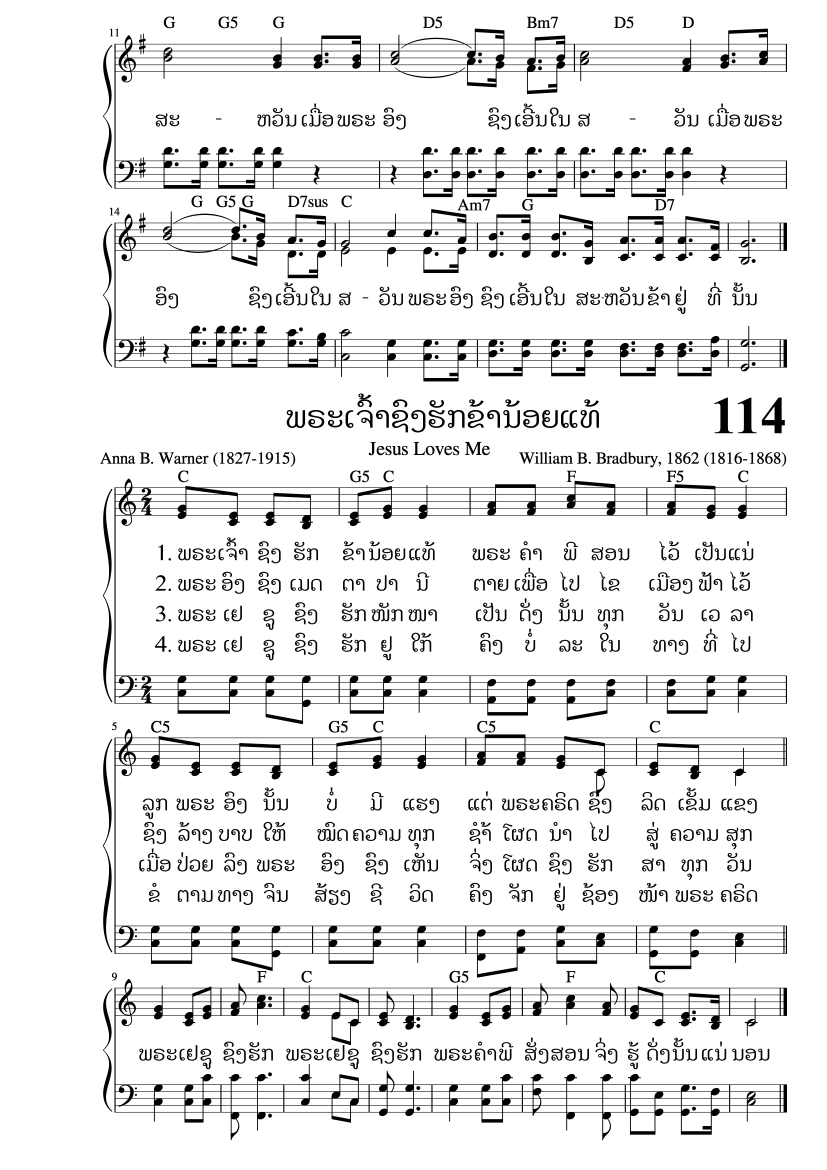 G G5 G D5 Bm7 D5 D
11
ສະ - ຫວັນ ເມື່ອ ພຣະ ອົງ ຊົງ ເອີ້ນ ໃນ ສ - ວັນ ເມື່ອ ພຣະ
G G5 G D7sus C Am7 G D7
14
ອົງ ຊົງ ເອີ້ນ ໃນ ສ - ວັນ ພຣະ ອົງ ຊົງ ເອີ້ນ ໃນ ສະ-ຫວັນ ຂ້າ ຢູ່ ທີ່ ນັ້ນ
ພຣະເຈົ້າຊົງຮັກຂ້ານ້ອຍແທ້ 114
Jesus Loves Me
Anna B. Warner (1827-1915) William B. Bradbury, 1862 (1816-1868)
C G5 C F F5 C
1. ພຣະເຈົ້າ ຊົງ ຮັກ ຂ້າ ນ້ອຍ ແທ້ ພຣະ ຄຳ ພີ ສອນ ໄວ້ ເປັນ ແນ່
2. ພຣະ ອົງ ຊົງ ເມດ ຕາ ປາ ນີ ຕາຍ ເພື່ອ ໄປ ໄຂ ເມືອງ ຟ້າ ໄວ້
3. ພຣະ ເຢ ຊູ ຊົງ ຮັກ ໜັກ ໜາ ເປັນ ດັ່ງ ນັ້ນ ທຸກ ວັນ ເວ ລາ
4. ພຣະ ເຢ ຊູ ຊົງ ຮັກ ຢູ່ ໃກ້ ຄົງ ບໍ່ ລະ ໃນ ທາງ ທີ່ ໄປ
5 C5 G5 C C5 C
ລູກ ພຣະ ອົງ ນັ້ນ ບໍ່ ມີ ແຮງ ແຕ່ ພຣະຄຣິດ ຊົງ ລິດ ເຂັ້ມ ແຂງ
ຊົງ ລ້າງ ບາບ ໃຫ້ ໝົດ ຄວາມ ທຸກ ຊ້ຳ ໂຜດ ນຳ ໄປ ສູ່ ຄວາມ ສຸກ
ເມື່ອ ປ່ວຍ ລົງ ພຣະ ອົງ ຊົງ ເຫັນ ຈິ່ງ ໂຜດ ຊົງ ຮັກ ສາ ທຸກ ວັນ
ຂໍ ຕາມ ທາງ ຈົນ ສ້ຽງ ຊີ ວິດ ຄົງ ຈັກ ຢູ່ ຊ້ອງ ໜ້າ ພຣະ ຄຣິດ
9 F C G5 F C
ພຣະເຢຊູ ຊົງຮັກ ພຣະເຢຊູ ຊົງຮັກ ພຣະຄຳພີ ສັ່ງສອນ ຈິ່ງ ຮູ້ ດັ່ງນັ້ນແນ່ ນອນ